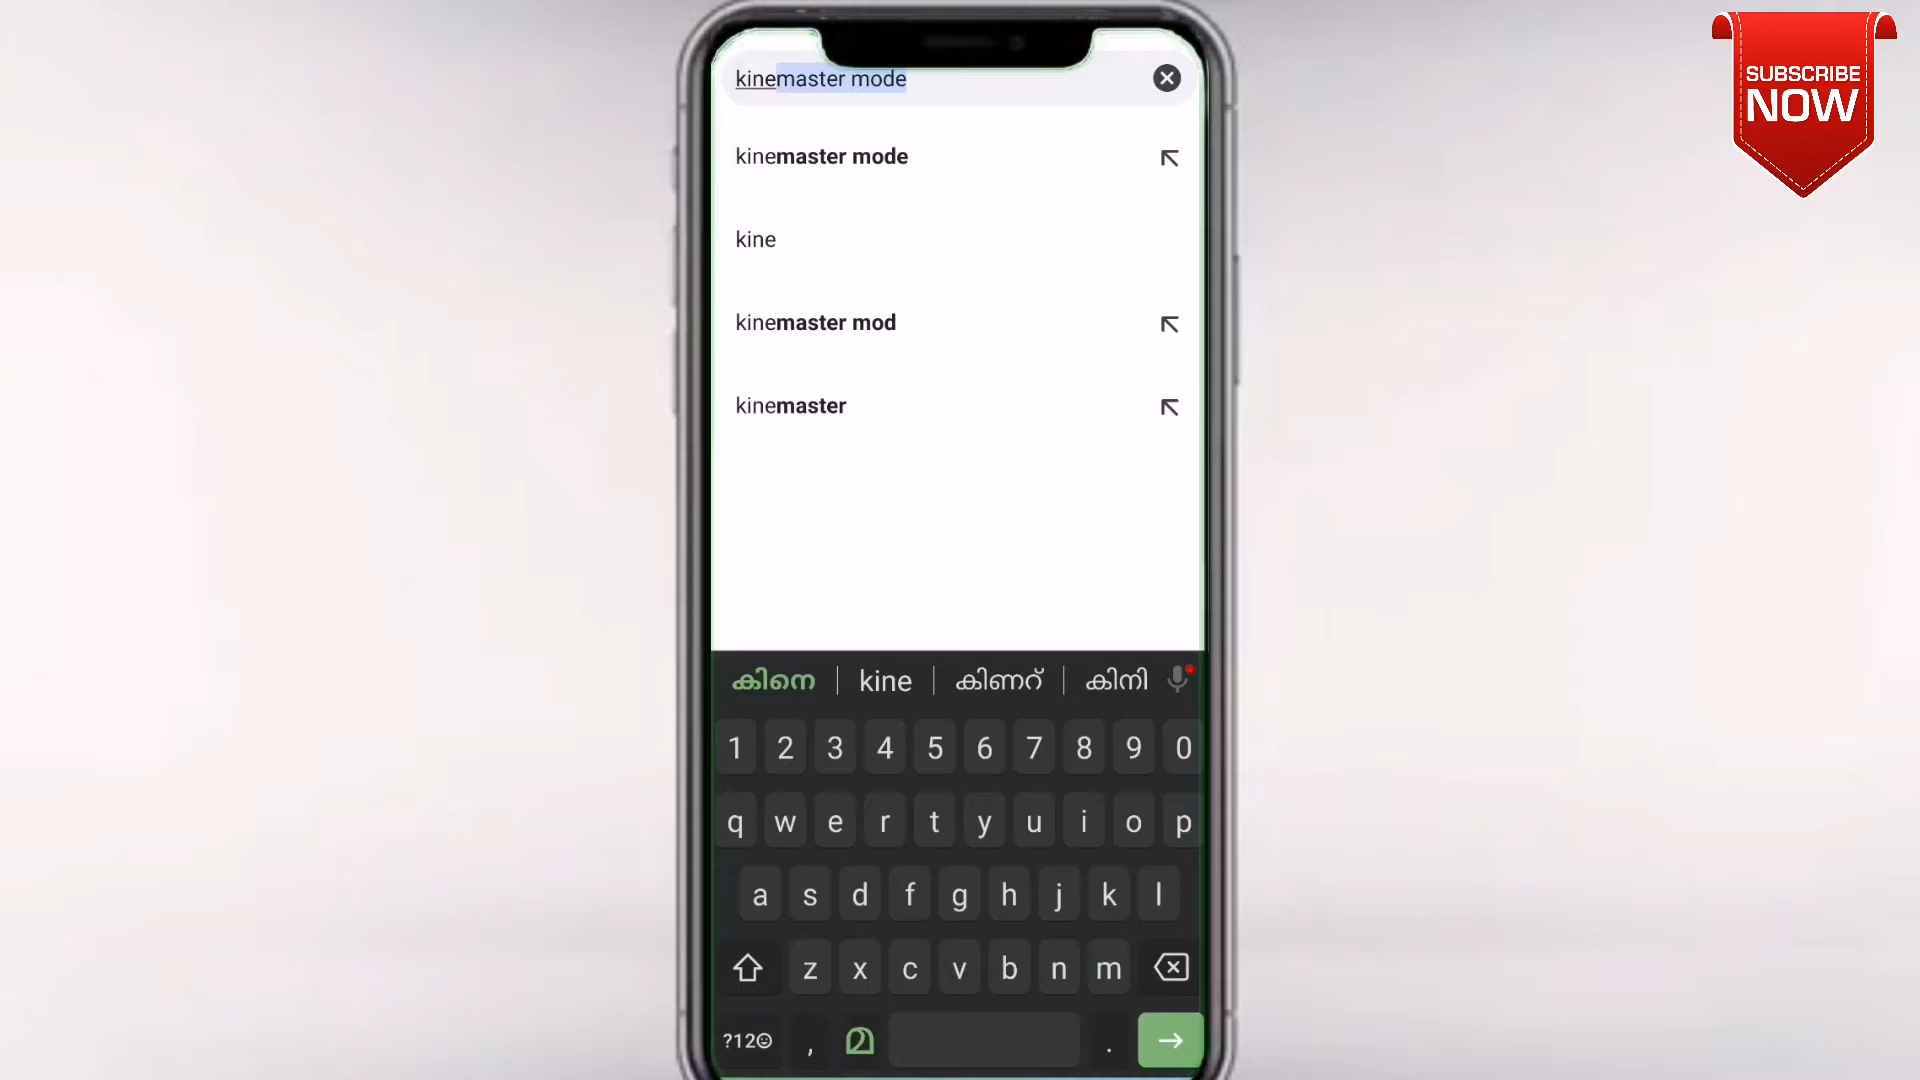 kinemaster mode
SUBSCRIBE
NOW
kinemaster mode
kine
kinemaster mod
kinemaster
കിനെ kine കിണറ് കിനി
1 2 3 4 5 6 7 8 9 0
q w e r t y u i o p
a s d f g h j k l
z x c v b n m
?12☺ , മ .